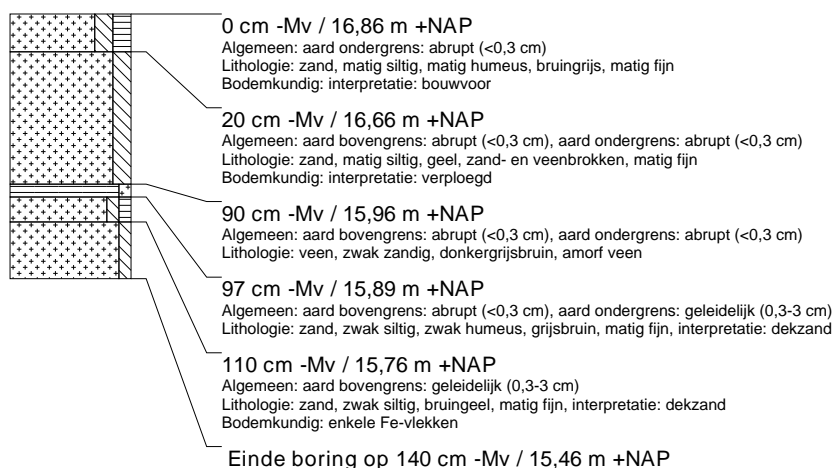 0 cm -Mv / 16,86 m +NAP
Algemeen: aard ondergrens: abrupt (<0,3 cm)
Lithologie: zand, matig siltig, matig humeus, bruingrijs, matig fijn
Bodemkundig: interpretatie: bouwvoor
20 cm -Mv / 16,66 m +NAP
Algemeen: aard bovengrens: abrupt (<0,3 cm), aard ondergrens: abrupt (<0,3 cm)
Lithologie: zand, matig siltig, geel, zand- en veenbrokken, matig fijn
Bodemkundig: interpretatie: verploegd
90 cm -Mv / 15,96 m +NAP
Algemeen: aard bovengrens: abrupt (<0,3 cm), aard ondergrens: abrupt (<0,3 cm)
Lithologie: veen, zwak zandig, donkergrijsbruin, amorf veen
97 cm -Mv / 15,89 m +NAP
Algemeen: aard bovengrens: abrupt (<0,3 cm), aard ondergrens: geleidelijk (0,3-3 cm)
Lithologie: zand, zwak siltig, zwak humeus, grijsbruin, matig fijn, interpretatie: dekzand
110 cm -Mv / 15,76 m +NAP
Algemeen: aard bovengrens: geleidelijk (0,3-3 cm)
Lithologie: zand, zwak siltig, bruingeel, matig fijn, interpretatie: dekzand
Bodemkundig: enkele Fe-vlekken
Einde boring op 140 cm -Mv / 15,46 m +NAP